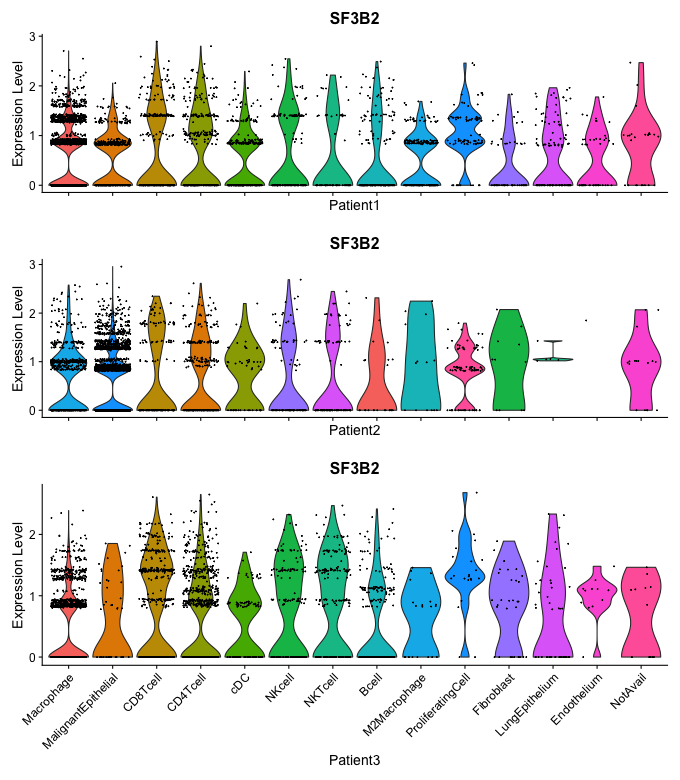 SF3B2
Expression Level
3
2
1
0
Patient1
SF3B2
Expression Level
3
2
1
0
Patient2
SF3B2
Expression Level
2
1
0
Macrophage
MalignantEpithelial
CD8Tcell
CD4Tcell
cDC
NKcell
NKTcell
Bcell
M2Macrophage
ProliferatingCell
Fibroblast
LungEpithelium
Endothelium
NotAvail
Patient3